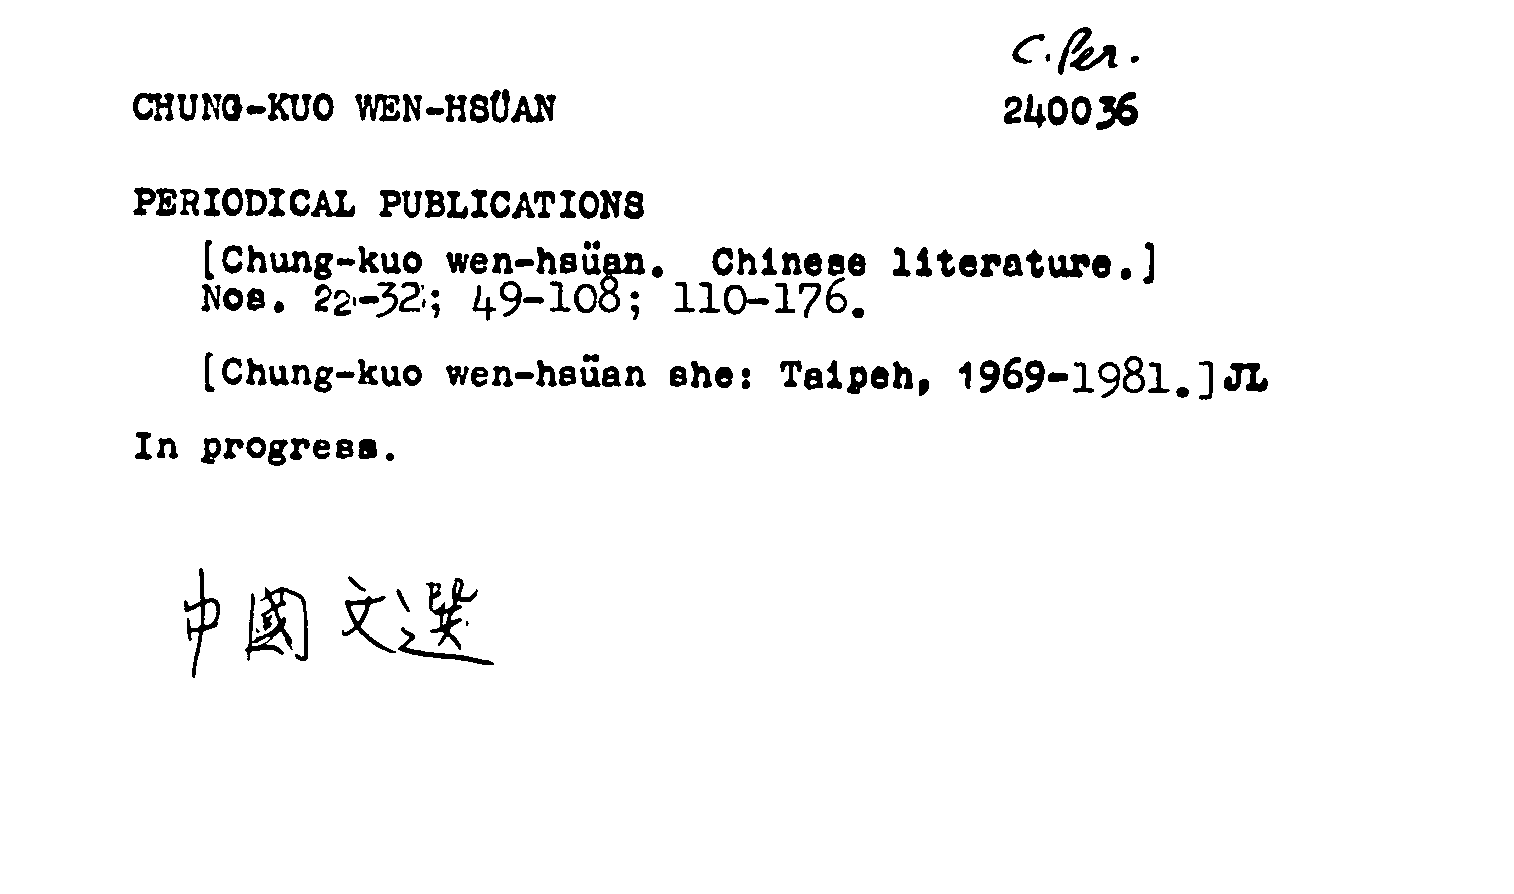 C. Per.
CHUNG-KUO WEN-HSÜAN 240036
PERIODICAL PUBLICATIONS
[Chung-kuo wen-hsüan. Chinese literature.]
Nos. 22-32; 49-108; 110-176.
[Chung-kuo wen-hsüan she: Taipeh, 1969-1981.] JL
In progress.
中國文選